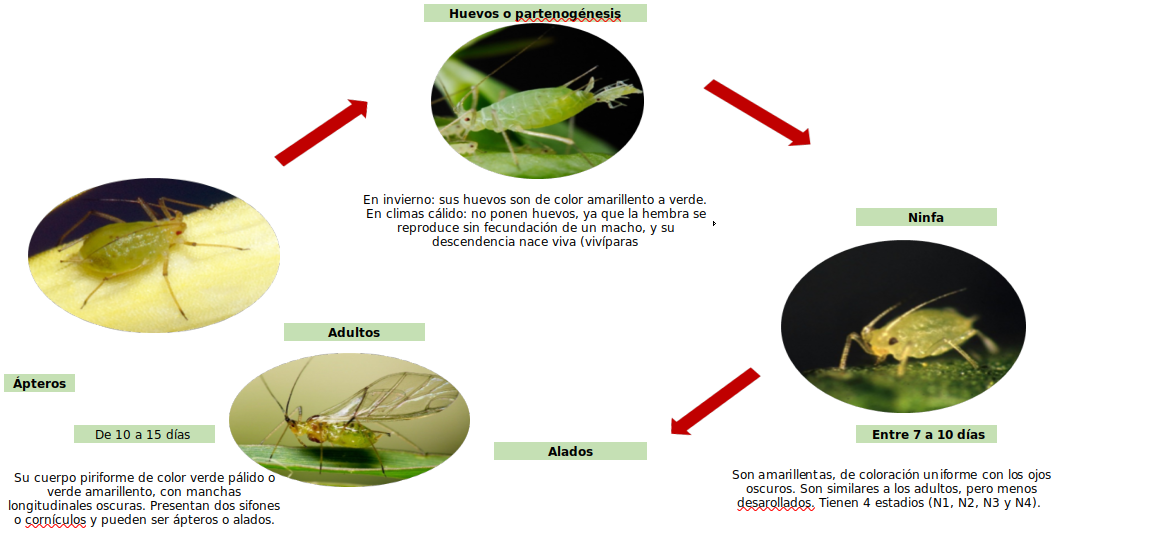 Huevos o partenogénesis
En invierno: sus huevos son de color amarillento a verde.
En climas cálido: no ponen huevos, ya que la hembra se
reproduce sin fecundación de un macho, y su
descendencia nace viva (vivíparas
Ninfa
Entre 7 a 10 días
Son amarillentas, de coloración uniforme con los ojos
oscuros. Son similares a los adultos, pero menos
desarollados. Tienen 4 estadios (N1, N2, N3 y N4).
Adultos
Alados
Ápteros
De 10 a 15 días
Su cuerpo piriforme de color verde pálido o
verde amarillento, con manchas
longitudinales oscuras. Presentan dos sifones
o cornículos y pueden ser ápteros o alados.